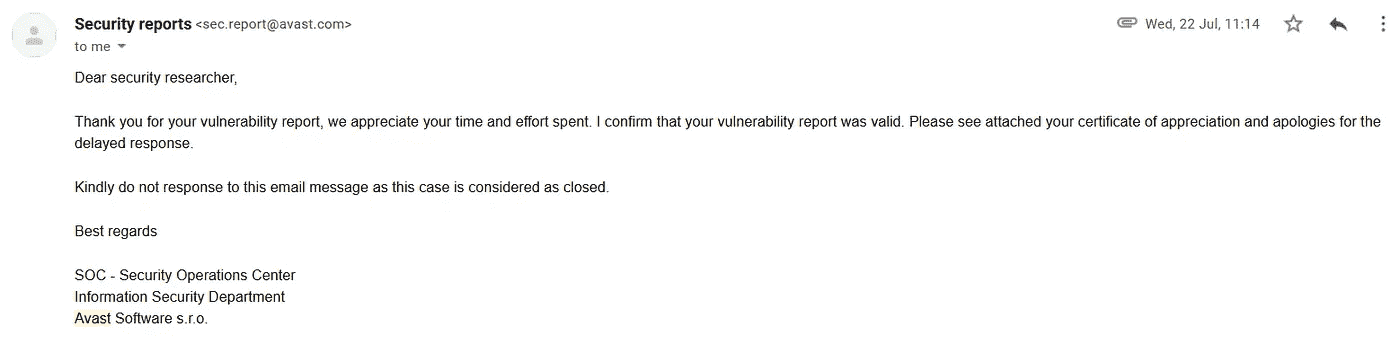 Security reports <sec.report@avast.com>
Wed, 22 Jul, 11:14
to me
Dear security researcher,
Thank you for your vulnerability report, we appreciate your time and effort spent. I confirm that your vulnerability report was valid. Please see attached your certificate of appreciation and apologies for the
delayed response.
Kindly do not response to this email message as this case is considered as closed.
Best regards
SOC - Security Operations Center
Information Security Department
Avast Software s.r.o.